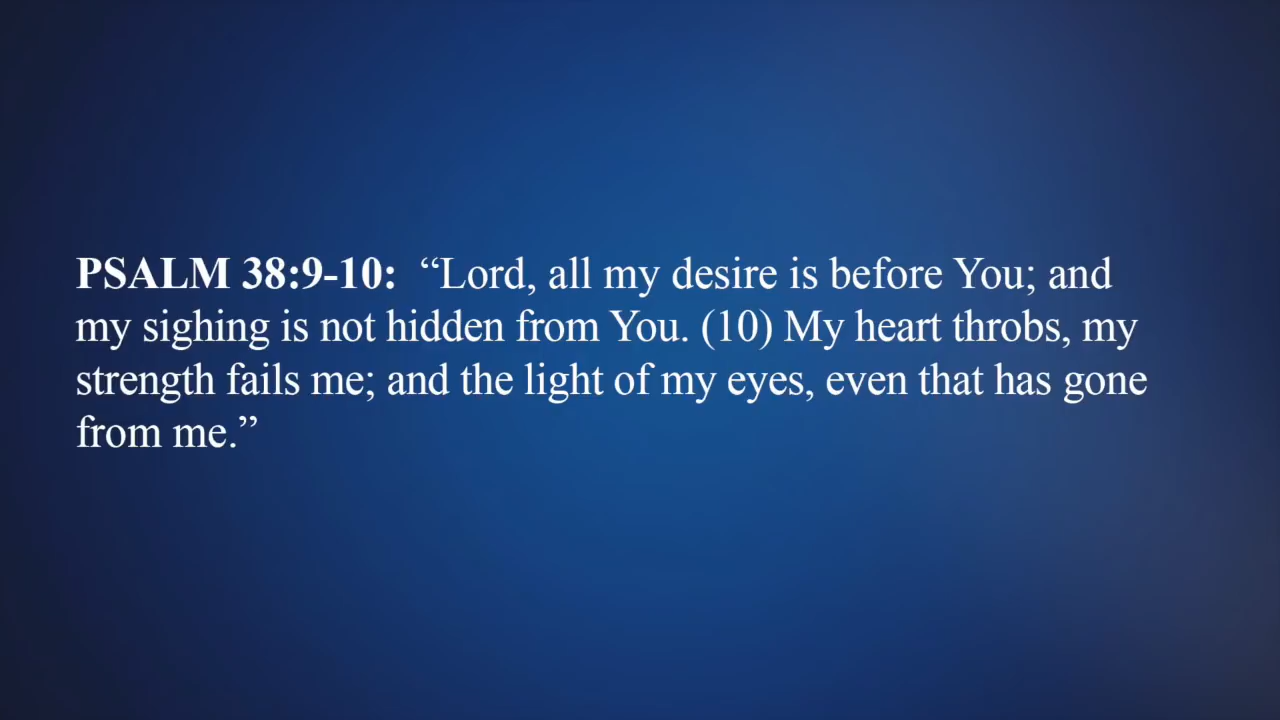 PSALM 38:9-10:  “Lord, all my desire is before You; and
my sighing is not hidden from You. (10) My heart throbs, my
strength fails me; and the light of my eyes, even that has gone
from me.”